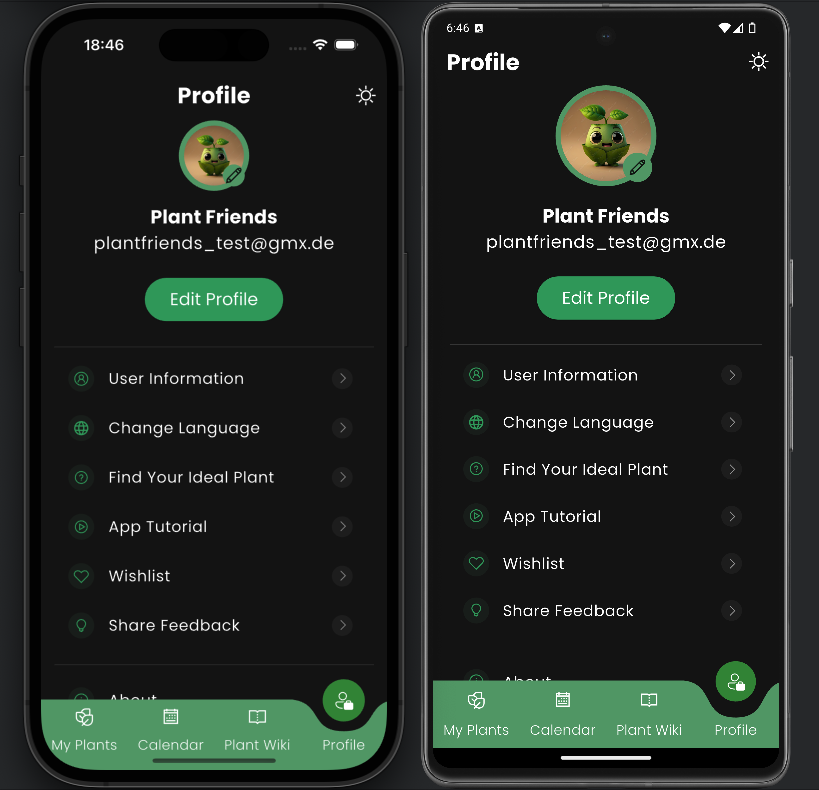 18:46
Profile
Plant Friends
plantfriends_test@gmx.de
Edit Profile
User Information
Change Language
Find Your Ideal Plant
App Tutorial
Wishlist
Share Feedback
About
My Plants Calendar Plant Wiki Profile
6:46
Profile
Plant Friends
plantfriends_test@gmx.de
Edit Profile
User Information
Change Language
Find Your Ideal Plant
App Tutorial
Wishlist
Share Feedback
About
My Plants Calendar Plant Wiki Profile